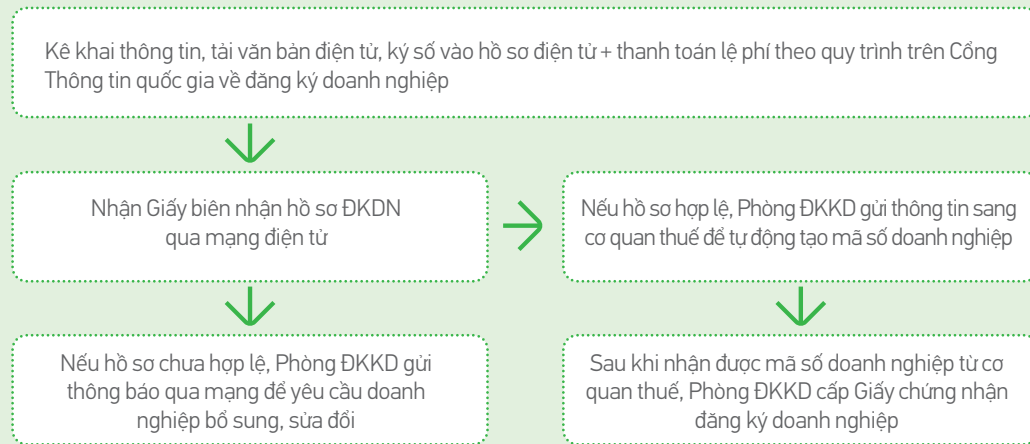 Kê khai thông tin, tải văn bản điện tử, ký số vào hồ sơ điện tử + thanh toán lệ phí theo quy trình trên Cổng
Thông tin quốc gia về đăng ký doanh nghiệp
Nhận Giấy biên nhận hồ sơ ĐKDN
qua mạng điện tử
Nếu hồ sơ hợp lệ, Phòng ĐKKD gửi thông tin sang
cơ quan thuế để tự động tạo mã số doanh nghiệp
Nếu hồ sơ chưa hợp lệ, Phòng ĐKKD gửi
thông báo qua mạng để yêu cầu doanh
nghiệp bổ sung, sửa đổi
Sau khi nhận được mã số doanh nghiệp từ cơ
quan thuế, Phòng ĐKKD cấp Giấy chứng nhận
đăng ký doanh nghiệp